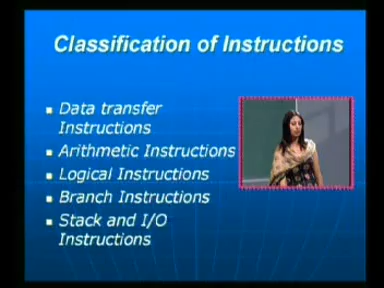 Classification of Instructions
Data transfer
Instructions
Arithmetic Instructions
Logical Instructions
Branch Instructions
Stack and I/O
Instructions